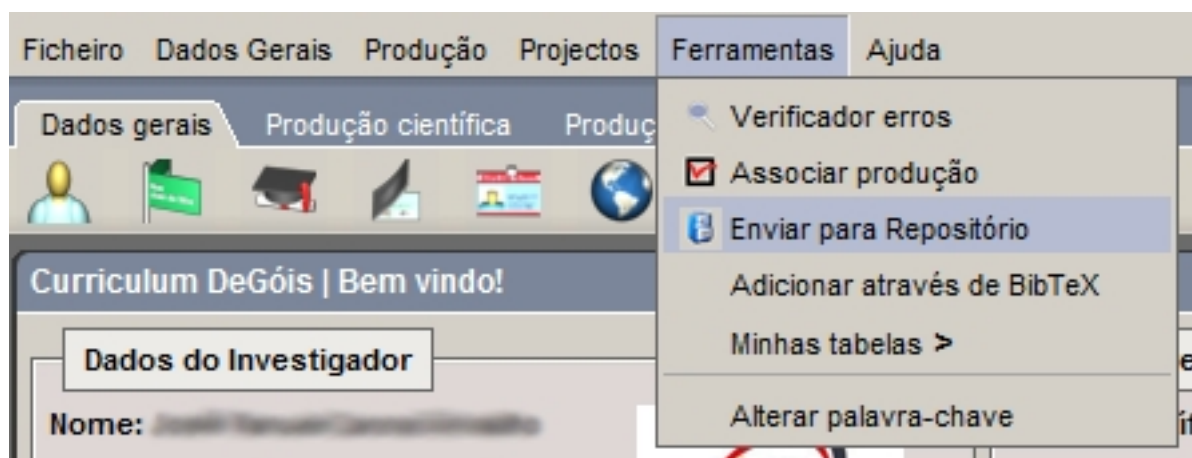 Ficheiro Dados Gerais Produção Projectos Ferramentas Ajuda
Dados gerais Produção científica
Verificador erros
Associar produção
Enviar para Repositório
Adicionar através de BibTeX
Minhas tabelas >
Alterar palavra-chave
Curriculum DeGóis | Bem vindo!
Dados do Investigador
Nome: